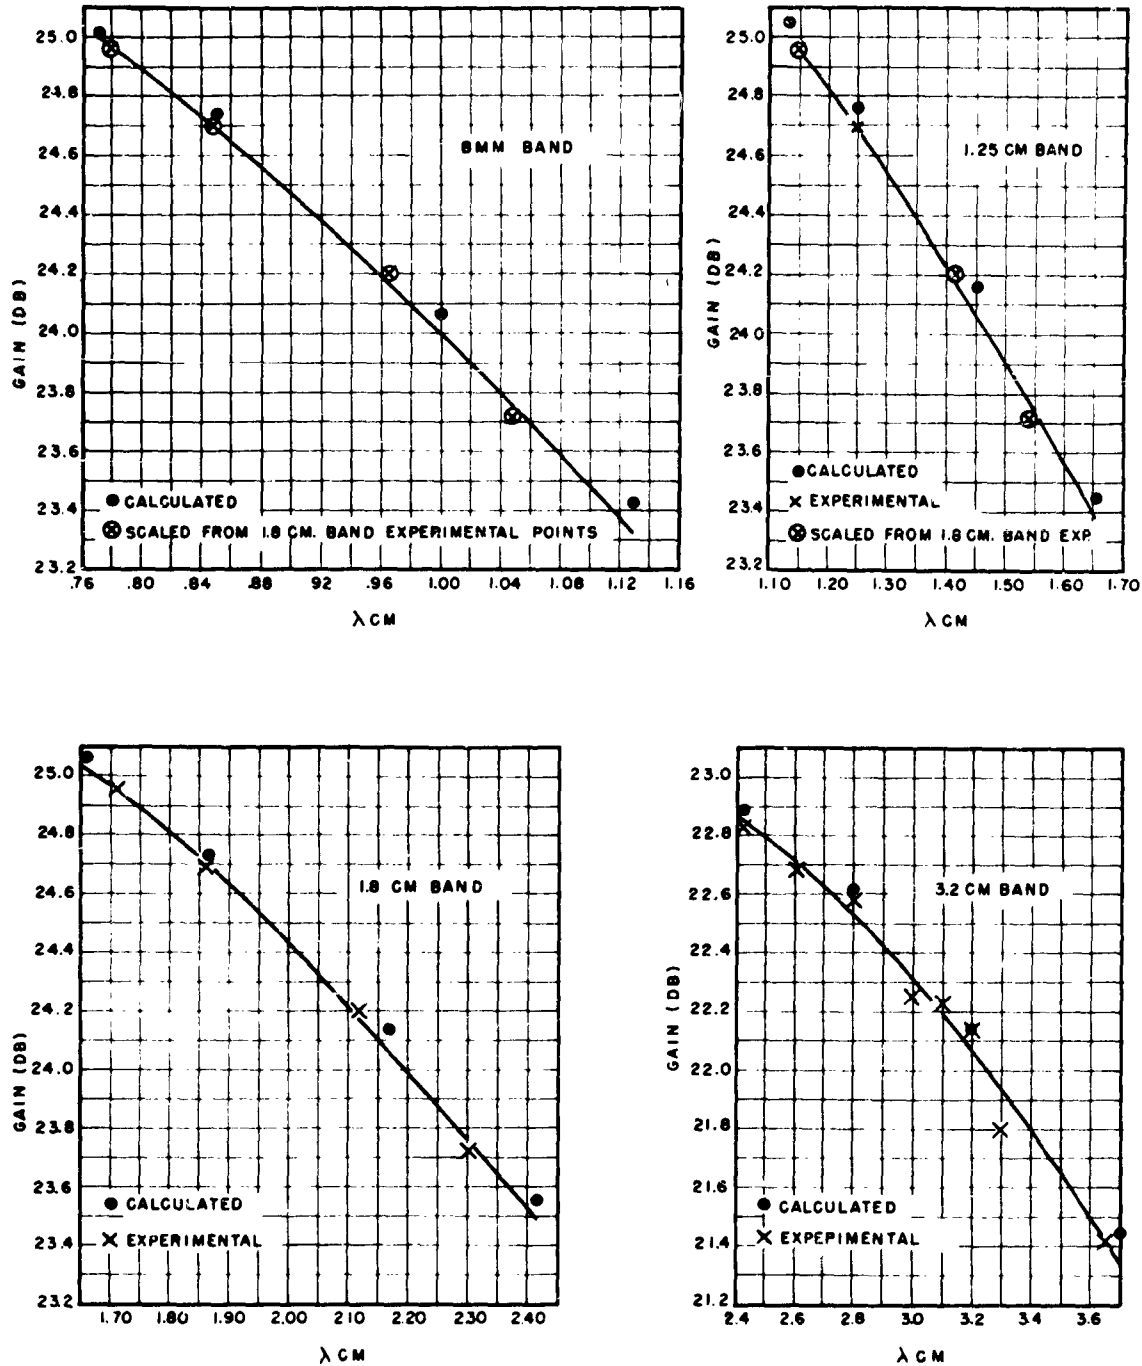 25.0
24.8
24.6
24.4
24.2
24.0
23.8
23.6
23.4
23.2
GAIN (DB)
8MM BAND
● CALCULATED
⊗ SCALED FROM 1.8 CM. BAND EXPERIMENTAL POINTS
.76 .80 .84 .88 .92 .96 1.00 1.04 1.08 1.12 1.16
λ CM
25.0
24.8
24.6
24.4
24.2
24.0
23.8
23.6
23.4
23.2
GAIN (DB)
1.25 CM BAND
● CALCULATED
× EXPERIMENTAL
⊗ SCALED FROM 1.8 CM. BAND EXP.
1.10 1.20 1.30 1.40 1.50 1.60 1.70
λ CM
25.0
24.8
24.6
24.4
24.2
24.0
23.8
23.6
23.4
23.2
GAIN (DB)
1.8 CM BAND
● CALCULATED
× EXPERIMENTAL
1.70 1.80 1.90 2.00 2.10 2.20 2.30 2.40
λ CM
23.0
22.8
22.6
22.4
22.2
22.0
21.8
21.6
21.4
21.2
GAIN (DB)
3.2 CM BAND
● CALCULATED
× EXPERIMENTAL
2.4 2.6 2.8 3.0 3.2 3.4 3.6
λ CM